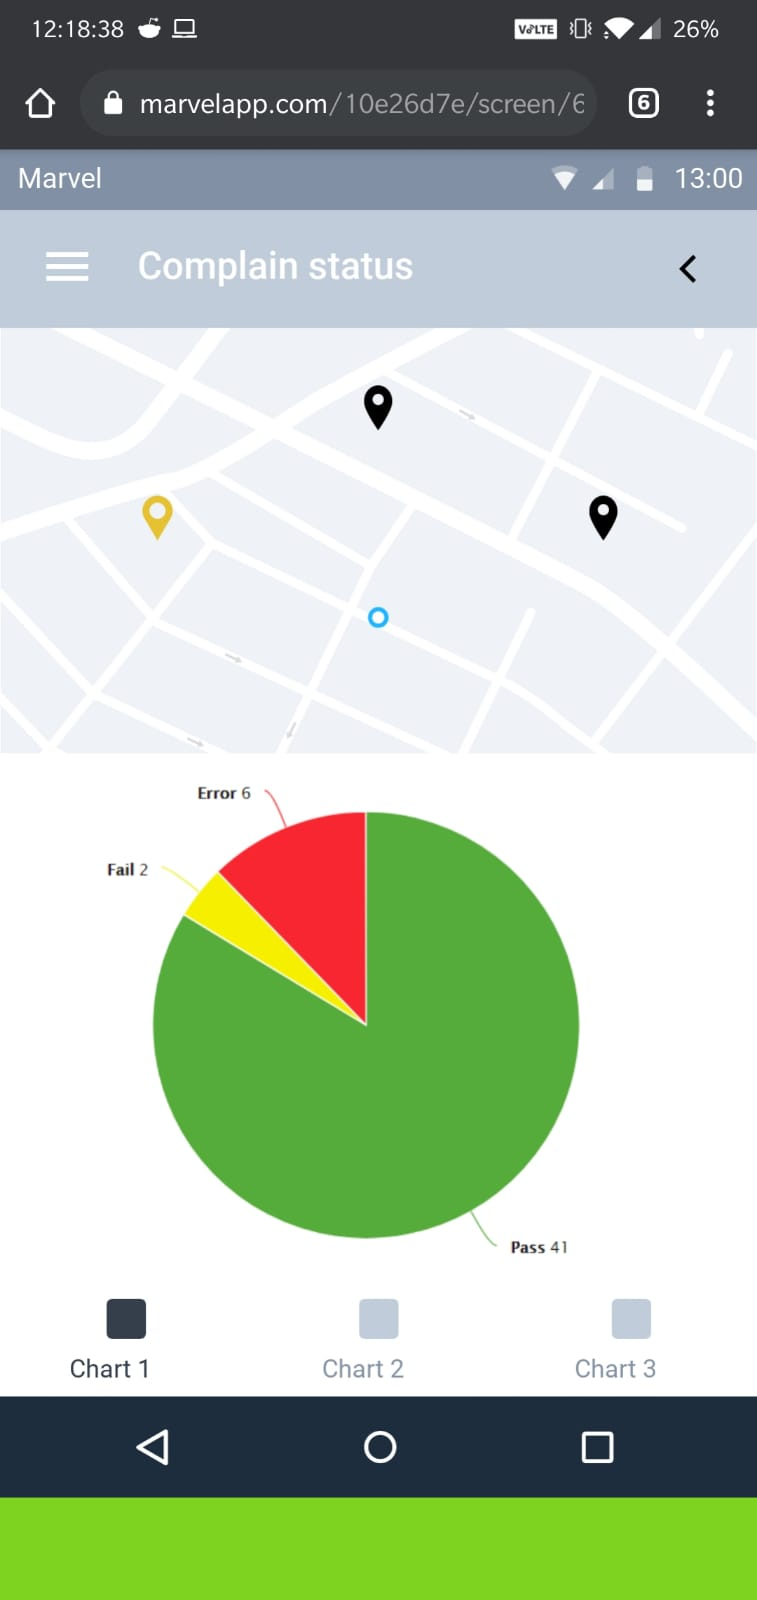 12:18:38 VoLTE 26%
marvelapp.com/10e26d7e/screen/6 6
Marvel 13:00
Complain status
Error 6
Fail 2
Pass 41
Chart 1 Chart 2 Chart 3